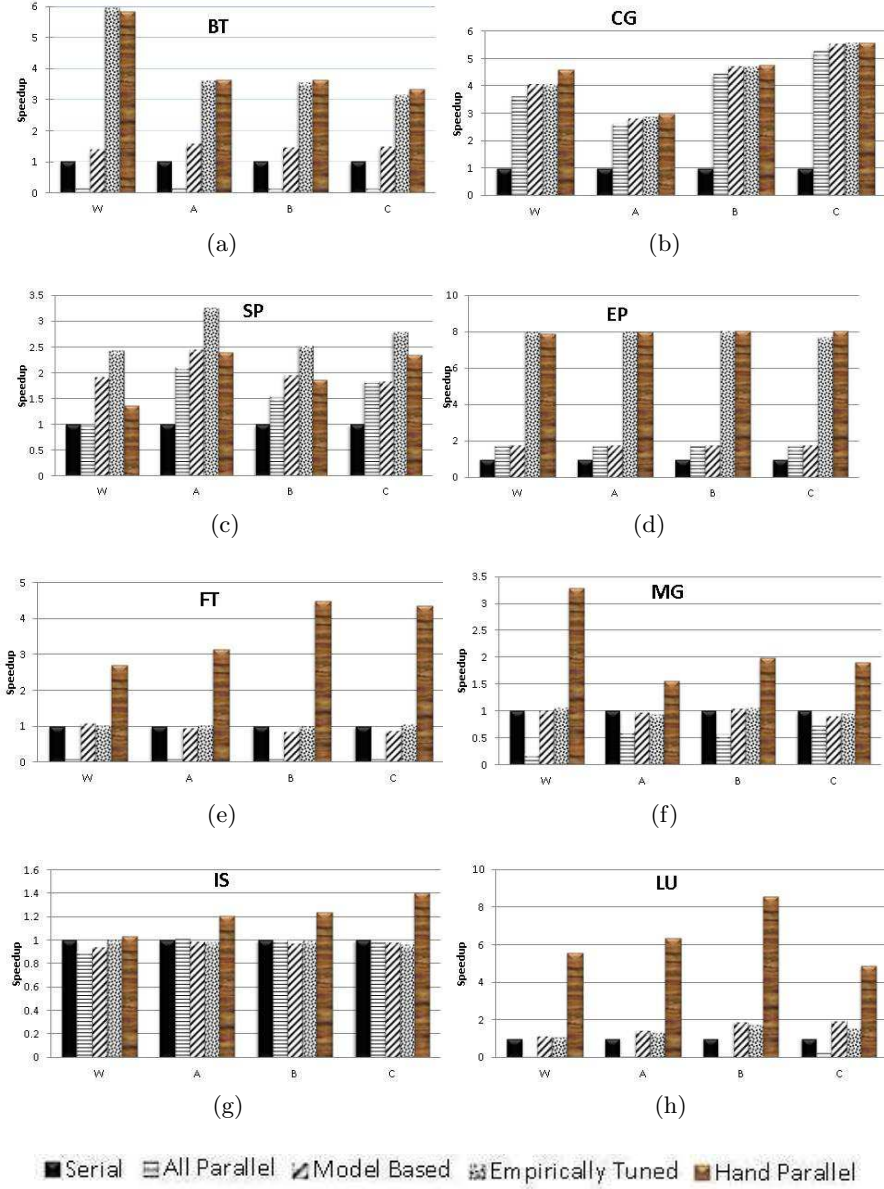 BT
Speedup
6
5
4
3
2
1
0
W A B C
(a)
CG
Speedup
6
5
4
3
2
1
0
W A B C
(b)
SP
Speedup
3.5
3
2.5
2
1.5
1
0.5
0
W A B C
(c)
EP
Speedup
10
8
6
4
2
0
W A B C
(d)
FT
Speedup
5
4
3
2
1
0
W A B C
(e)
MG
Speedup
3.5
3
2.5
2
1.5
1
0.5
0
W A B C
(f)
IS
Speedup
1.6
1.4
1.2
1
0.8
0.6
0.4
0.2
0
W A B C
(g)
LU
Speedup
10
8
6
4
2
0
W A B C
(h)
Serial All Parallel Model Based Empirically Tuned Hand Parallel